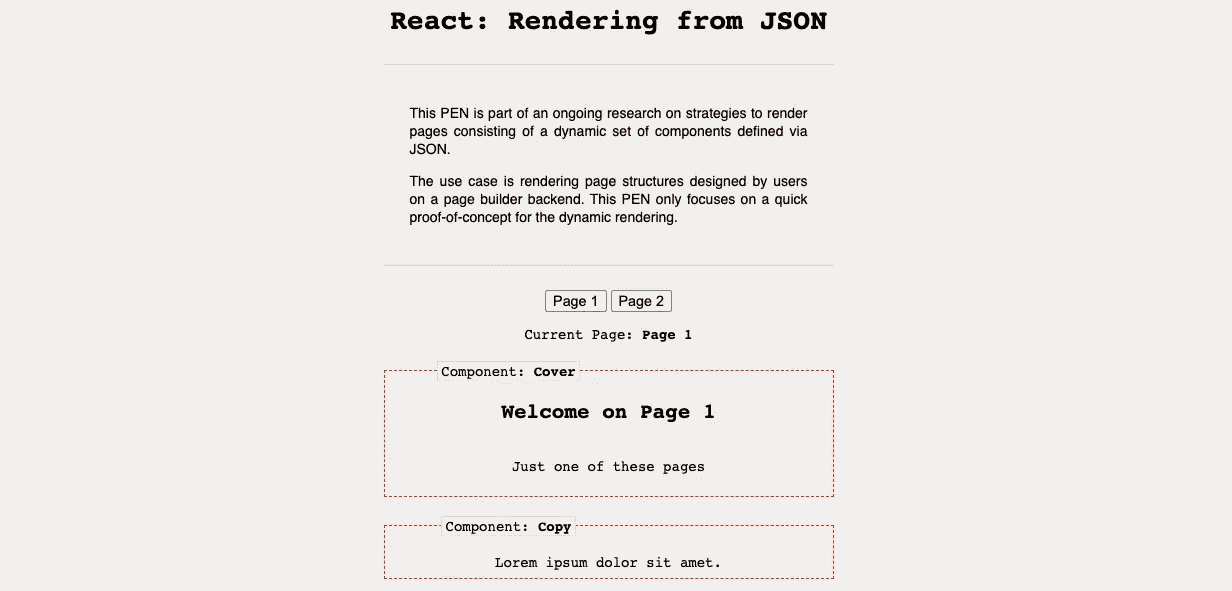 React: Rendering from JSON
This PEN is part of an ongoing research on strategies to render
pages consisting of a dynamic set of components defined via
JSON.
The use case is rendering page structures designed by users
on a page builder backend. This PEN only focuses on a quick
proof-of-concept for the dynamic rendering.
Page 1 Page 2
Current Page: Page 1
Component: Cover
Welcome on Page 1
Just one of these pages
Component: Copy
Lorem ipsum dolor sit amet.